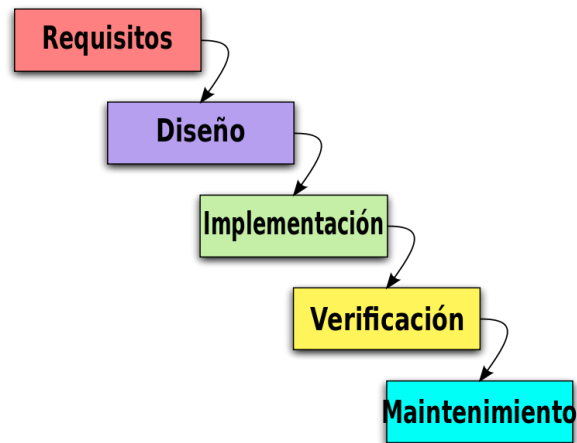 Requisitos
Diseño
Implementación
Verificación
Maintenimiento